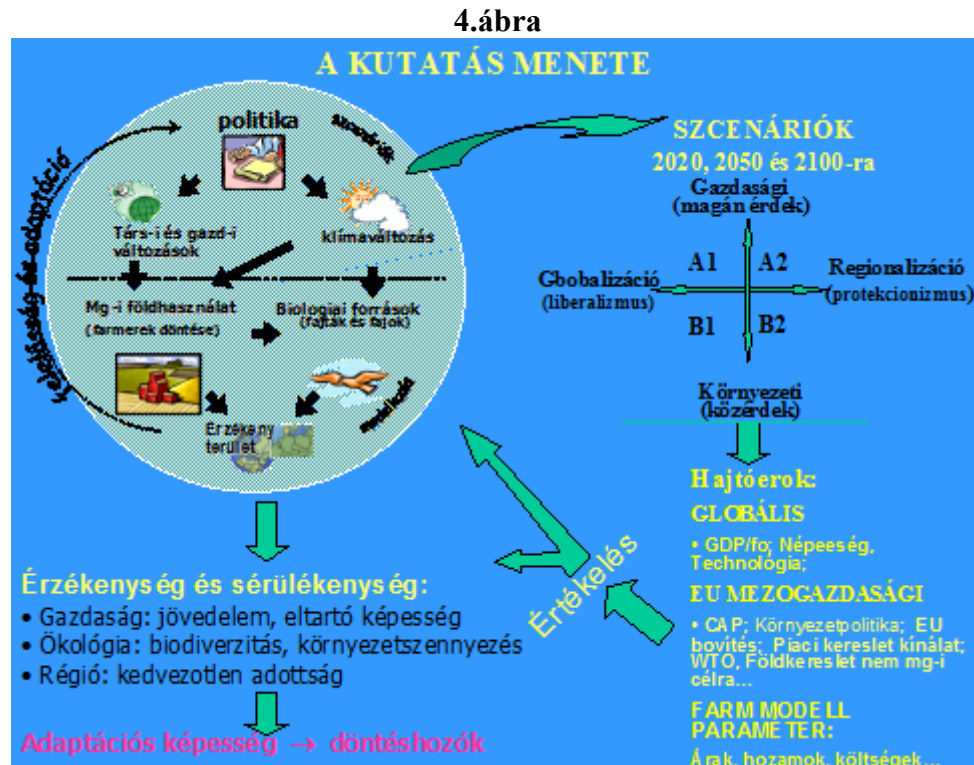 4.ábra
A KUTATÁS MENETE
politika
szcenáriók
Társ-i és gazd-i
változások
klímaváltozás
Mg-i földhasználat
(farmerek döntése)
Biologiai források
(fajták és fajok)
Érzékeny
terület
és adaptáció
SZCENÁRIÓK
2020, 2050 és 2100-ra
Gazdasági
(magán érdek)
A1 A2
Gbobalizáció
(liberalizmus)
Regionalizáció
(protekcionizmus)
B1 B2
Környezeti
(közérdek)
Hajtóerok:
GLOBÁLIS
• GDP/fo; Népeeség,
Technológia;
EU MEZOGAZDASÁGI
• CAP; Környezetpolitika; EU
bovítés; Piaci kereslet kínálat;
WTO, Földkereslet nem mg-i
célra...
FARM MODELL
PARAMETER:
Árak, hozamok, költségek...
Értékelés
Érzékenység és sérülékenység:
• Gazdaság: jövedelem, eltartó képesség
• Ökológia: biodiverzitás, környezetszennyezés
• Régió: kedvezotlen adottság
Adaptációs képesség → döntéshozók